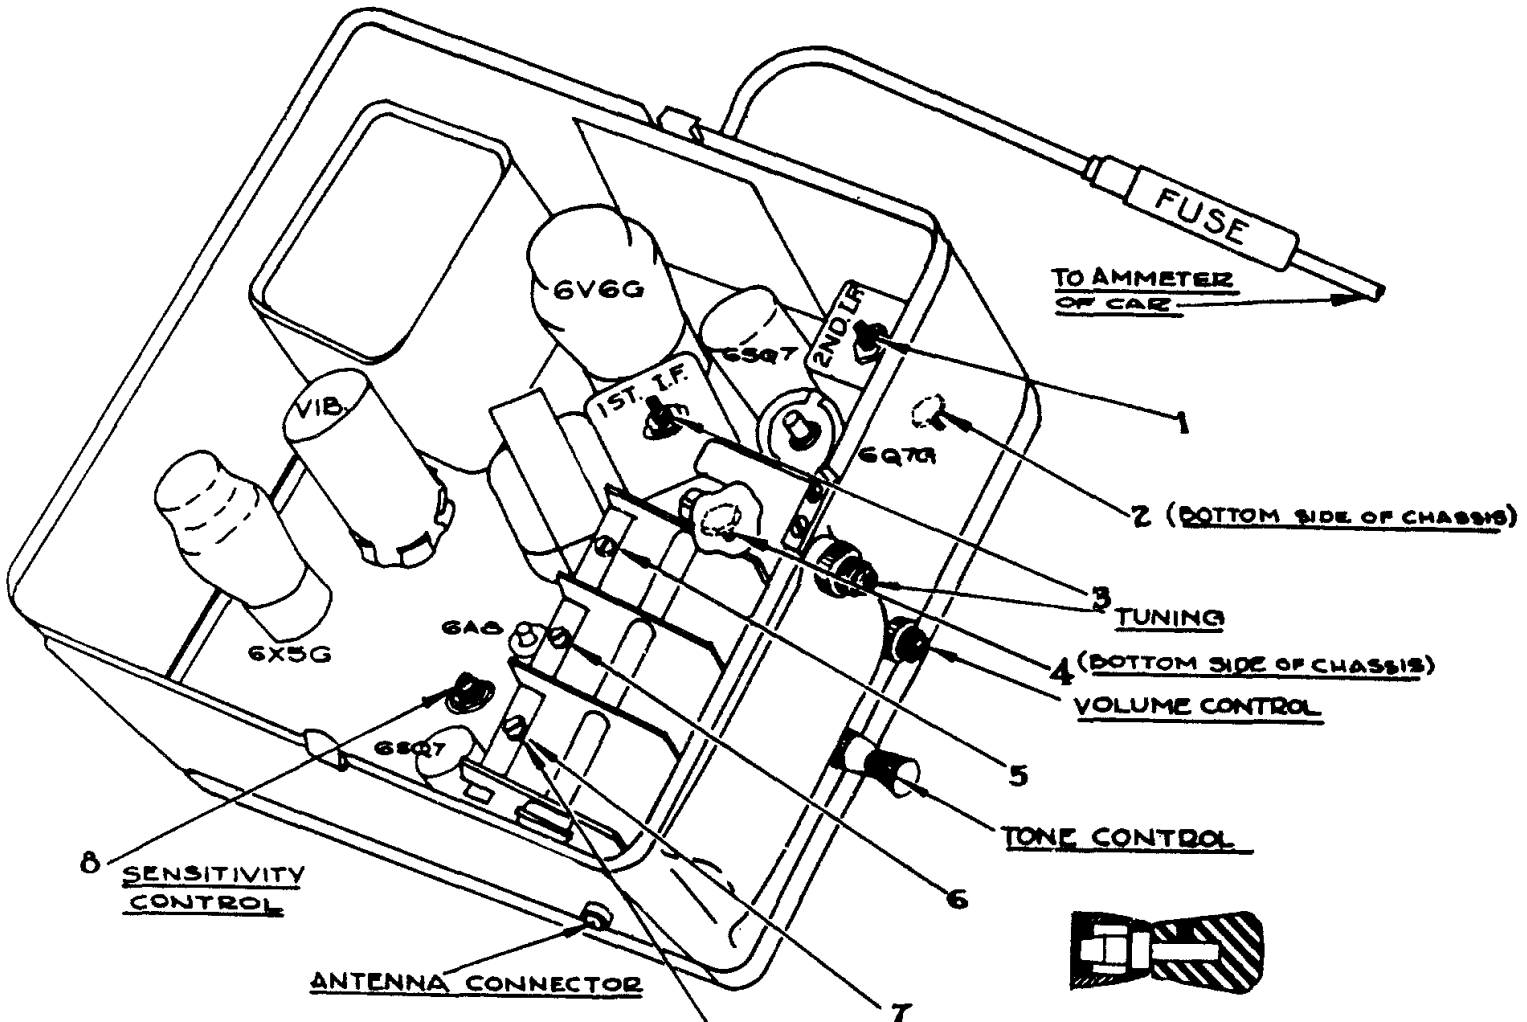 FUSE
TO AMMETER
OF CAR
6V6G
6SQ7
2ND. I.F.
1ST. I.F.
VIB.
1
6Q7G
2 (BOTTOM SIDE OF CHASSIS)
3
TUNING
4 (BOTTOM SIDE OF CHASSIS)
VOLUME CONTROL
6A8
6X5G
6SQ7
5
TONE CONTROL
8 SENSITIVITY
CONTROL
6
ANTENNA CONNECTOR
7